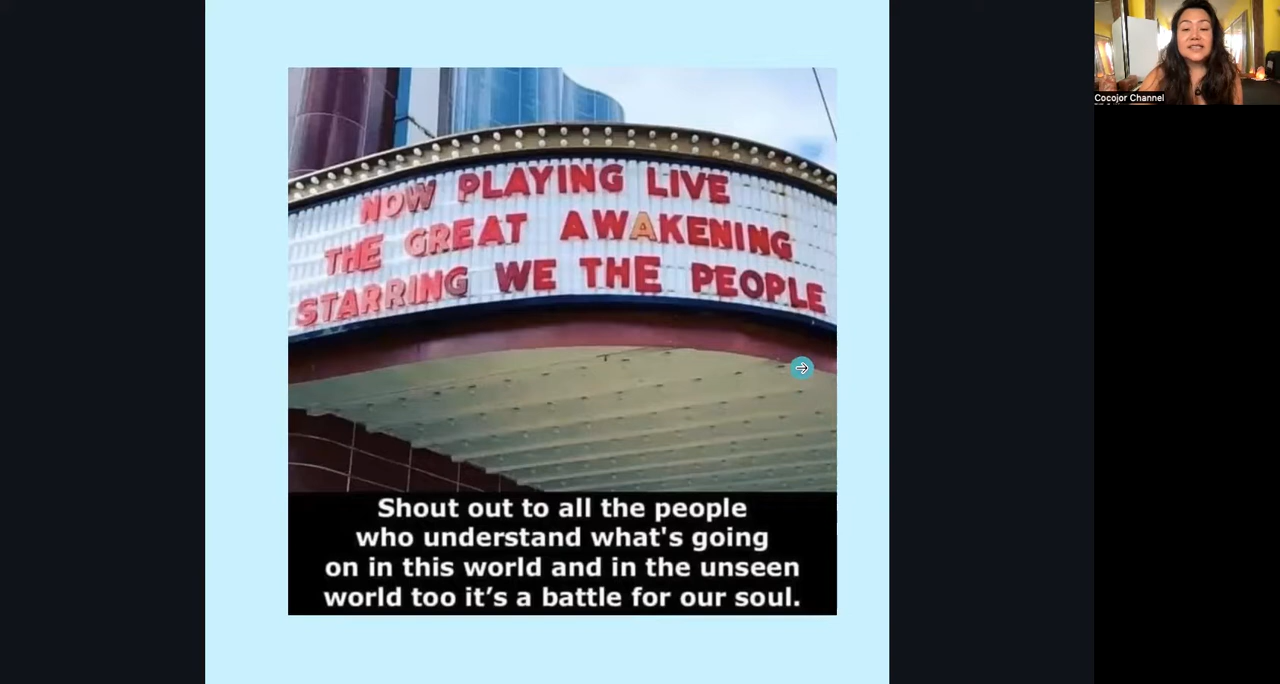 NOW PLAYING LIVE
THE GREAT AWAKENING
STARRING WE THE PEOPLE
Shout out to all the people
who understand what's going
on in this world and in the unseen
world too it’s a battle for our soul.
Cocojor Channel